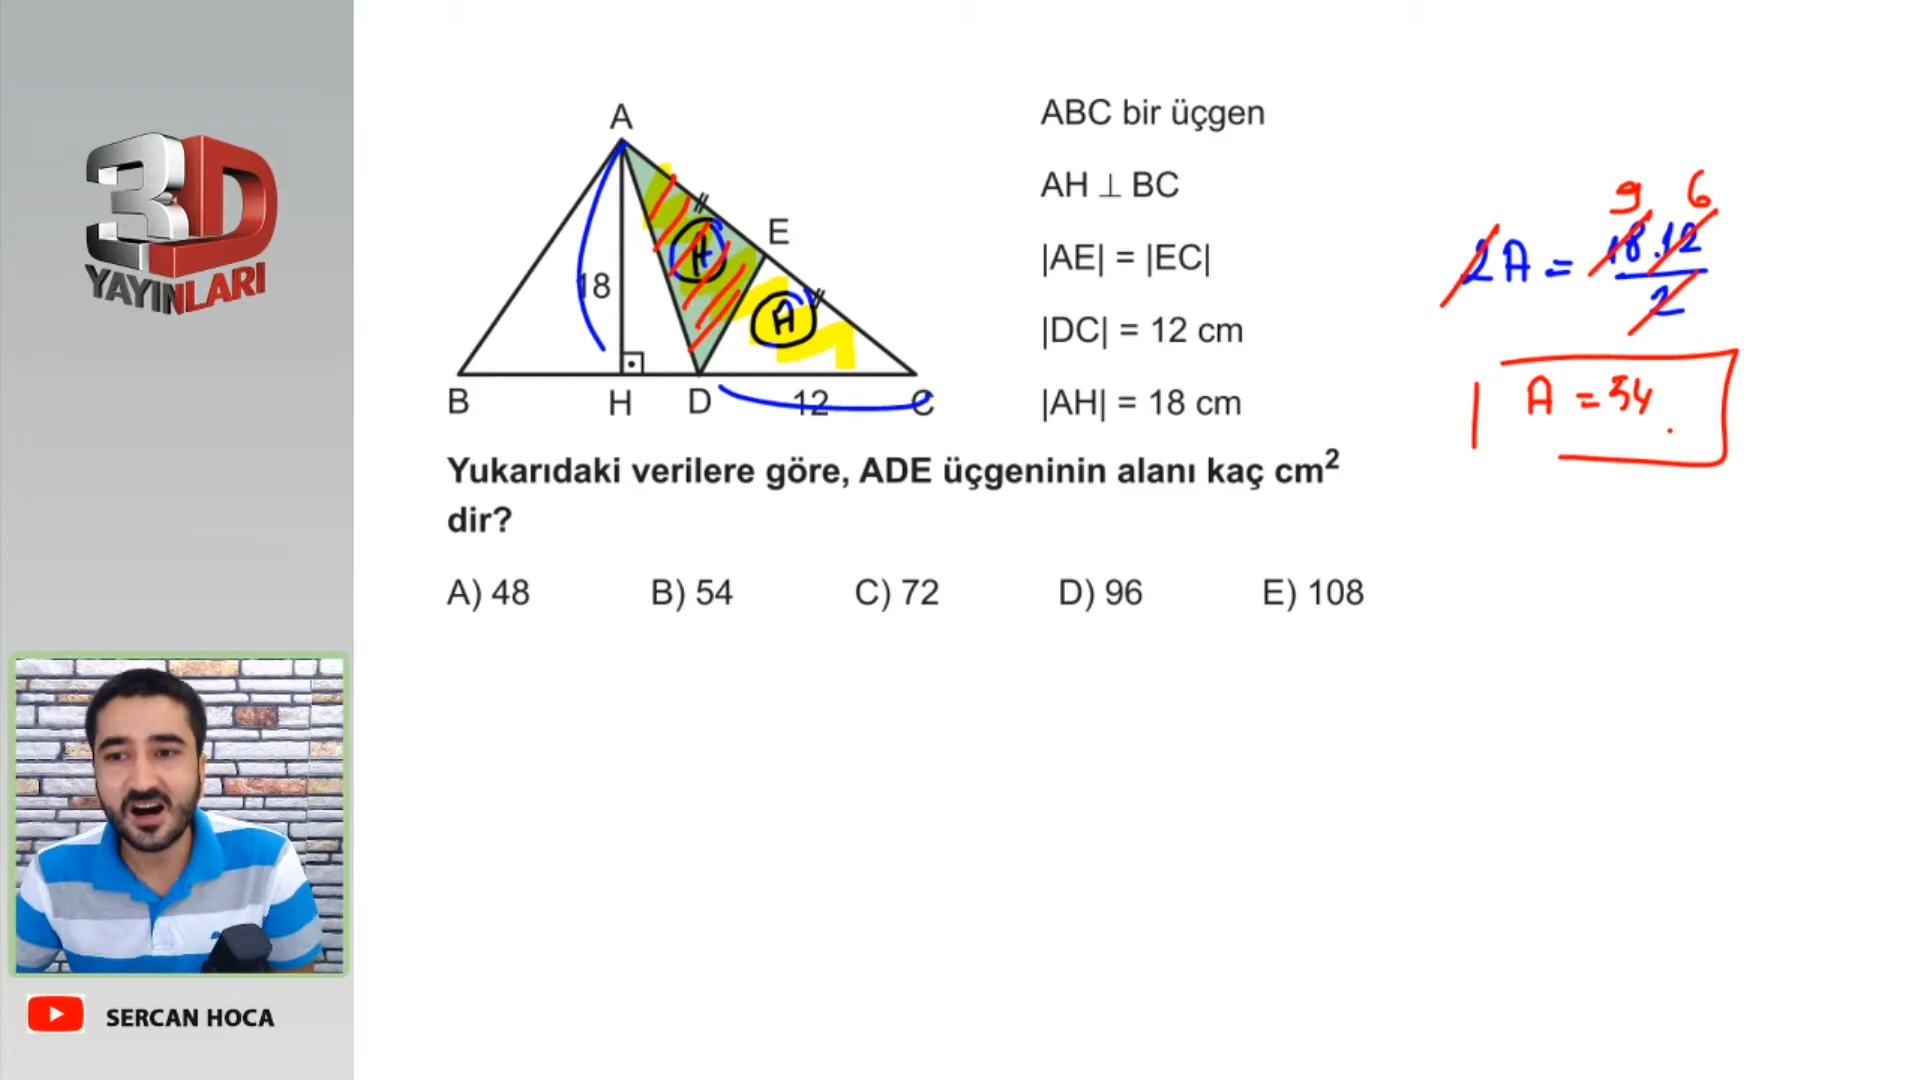 3D
YAYINLARI
A
E
18
A
A
B
H
D
12
C
ABC bir üçgen
AH ⊥ BC
|AE| = |EC|
|DC| = 12 cm
|AH| = 18 cm
9 6
2A = 18.12
2
A = 54
Yukarıdaki verilere göre, ADE üçgeninin alanı kaç cm²
dir?
A) 48 B) 54 C) 72 D) 96 E) 108
SERCAN HOCA